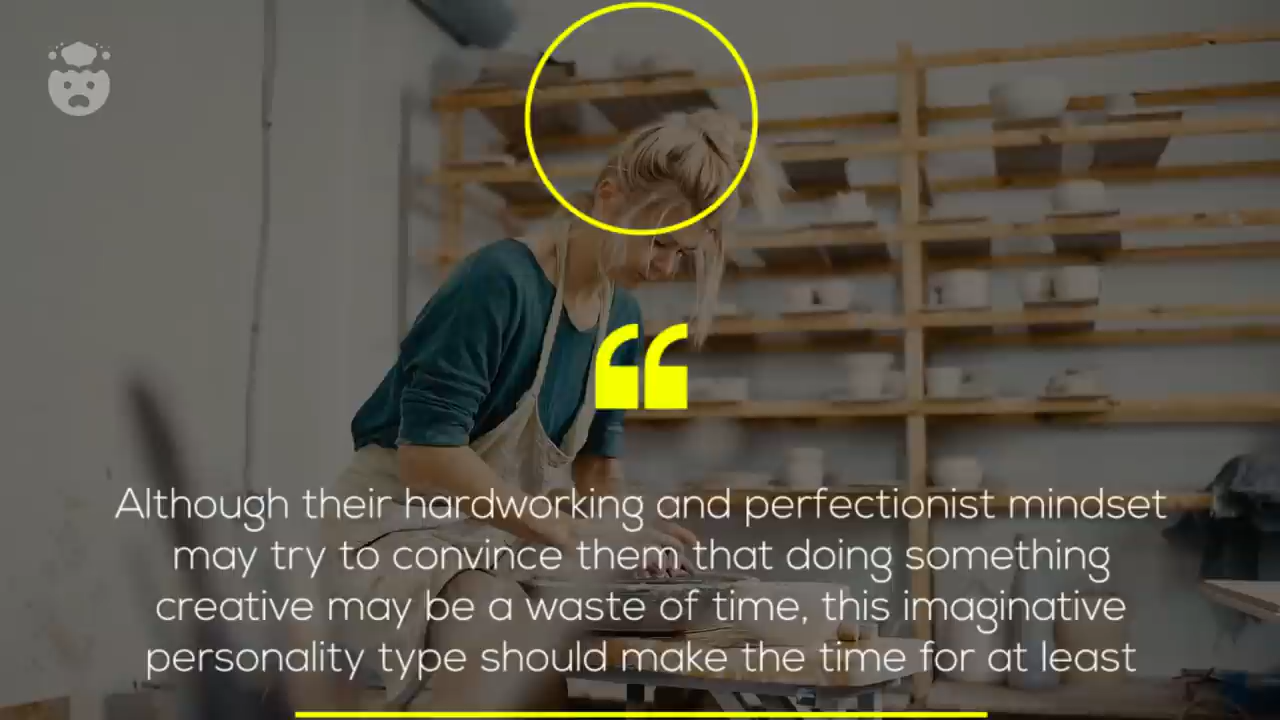 Although their hardworking and perfectionist mindset
may try to convince them that doing something
creative may be a waste of time, this imaginative
personality type should make the time for at least